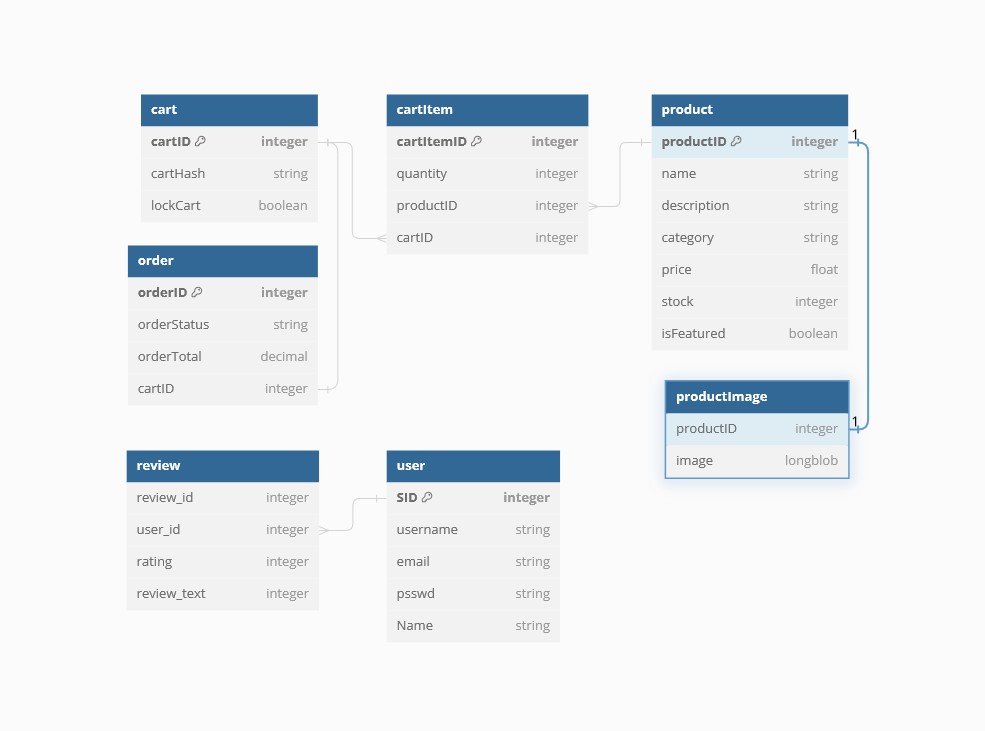 cart
cartID integer
cartHash string
lockCart boolean
cartItem
cartItemID integer
quantity integer
productID integer
cartID integer
product
productID integer
name string
description string
category string
price float
stock integer
isFeatured boolean
1
1
order
orderID integer
orderStatus string
orderTotal decimal
cartID integer
productImage
productID integer
image longblob
review
review_id integer
user_id integer
rating integer
review_text integer
user
SID integer
username string
email string
psswd string
Name string